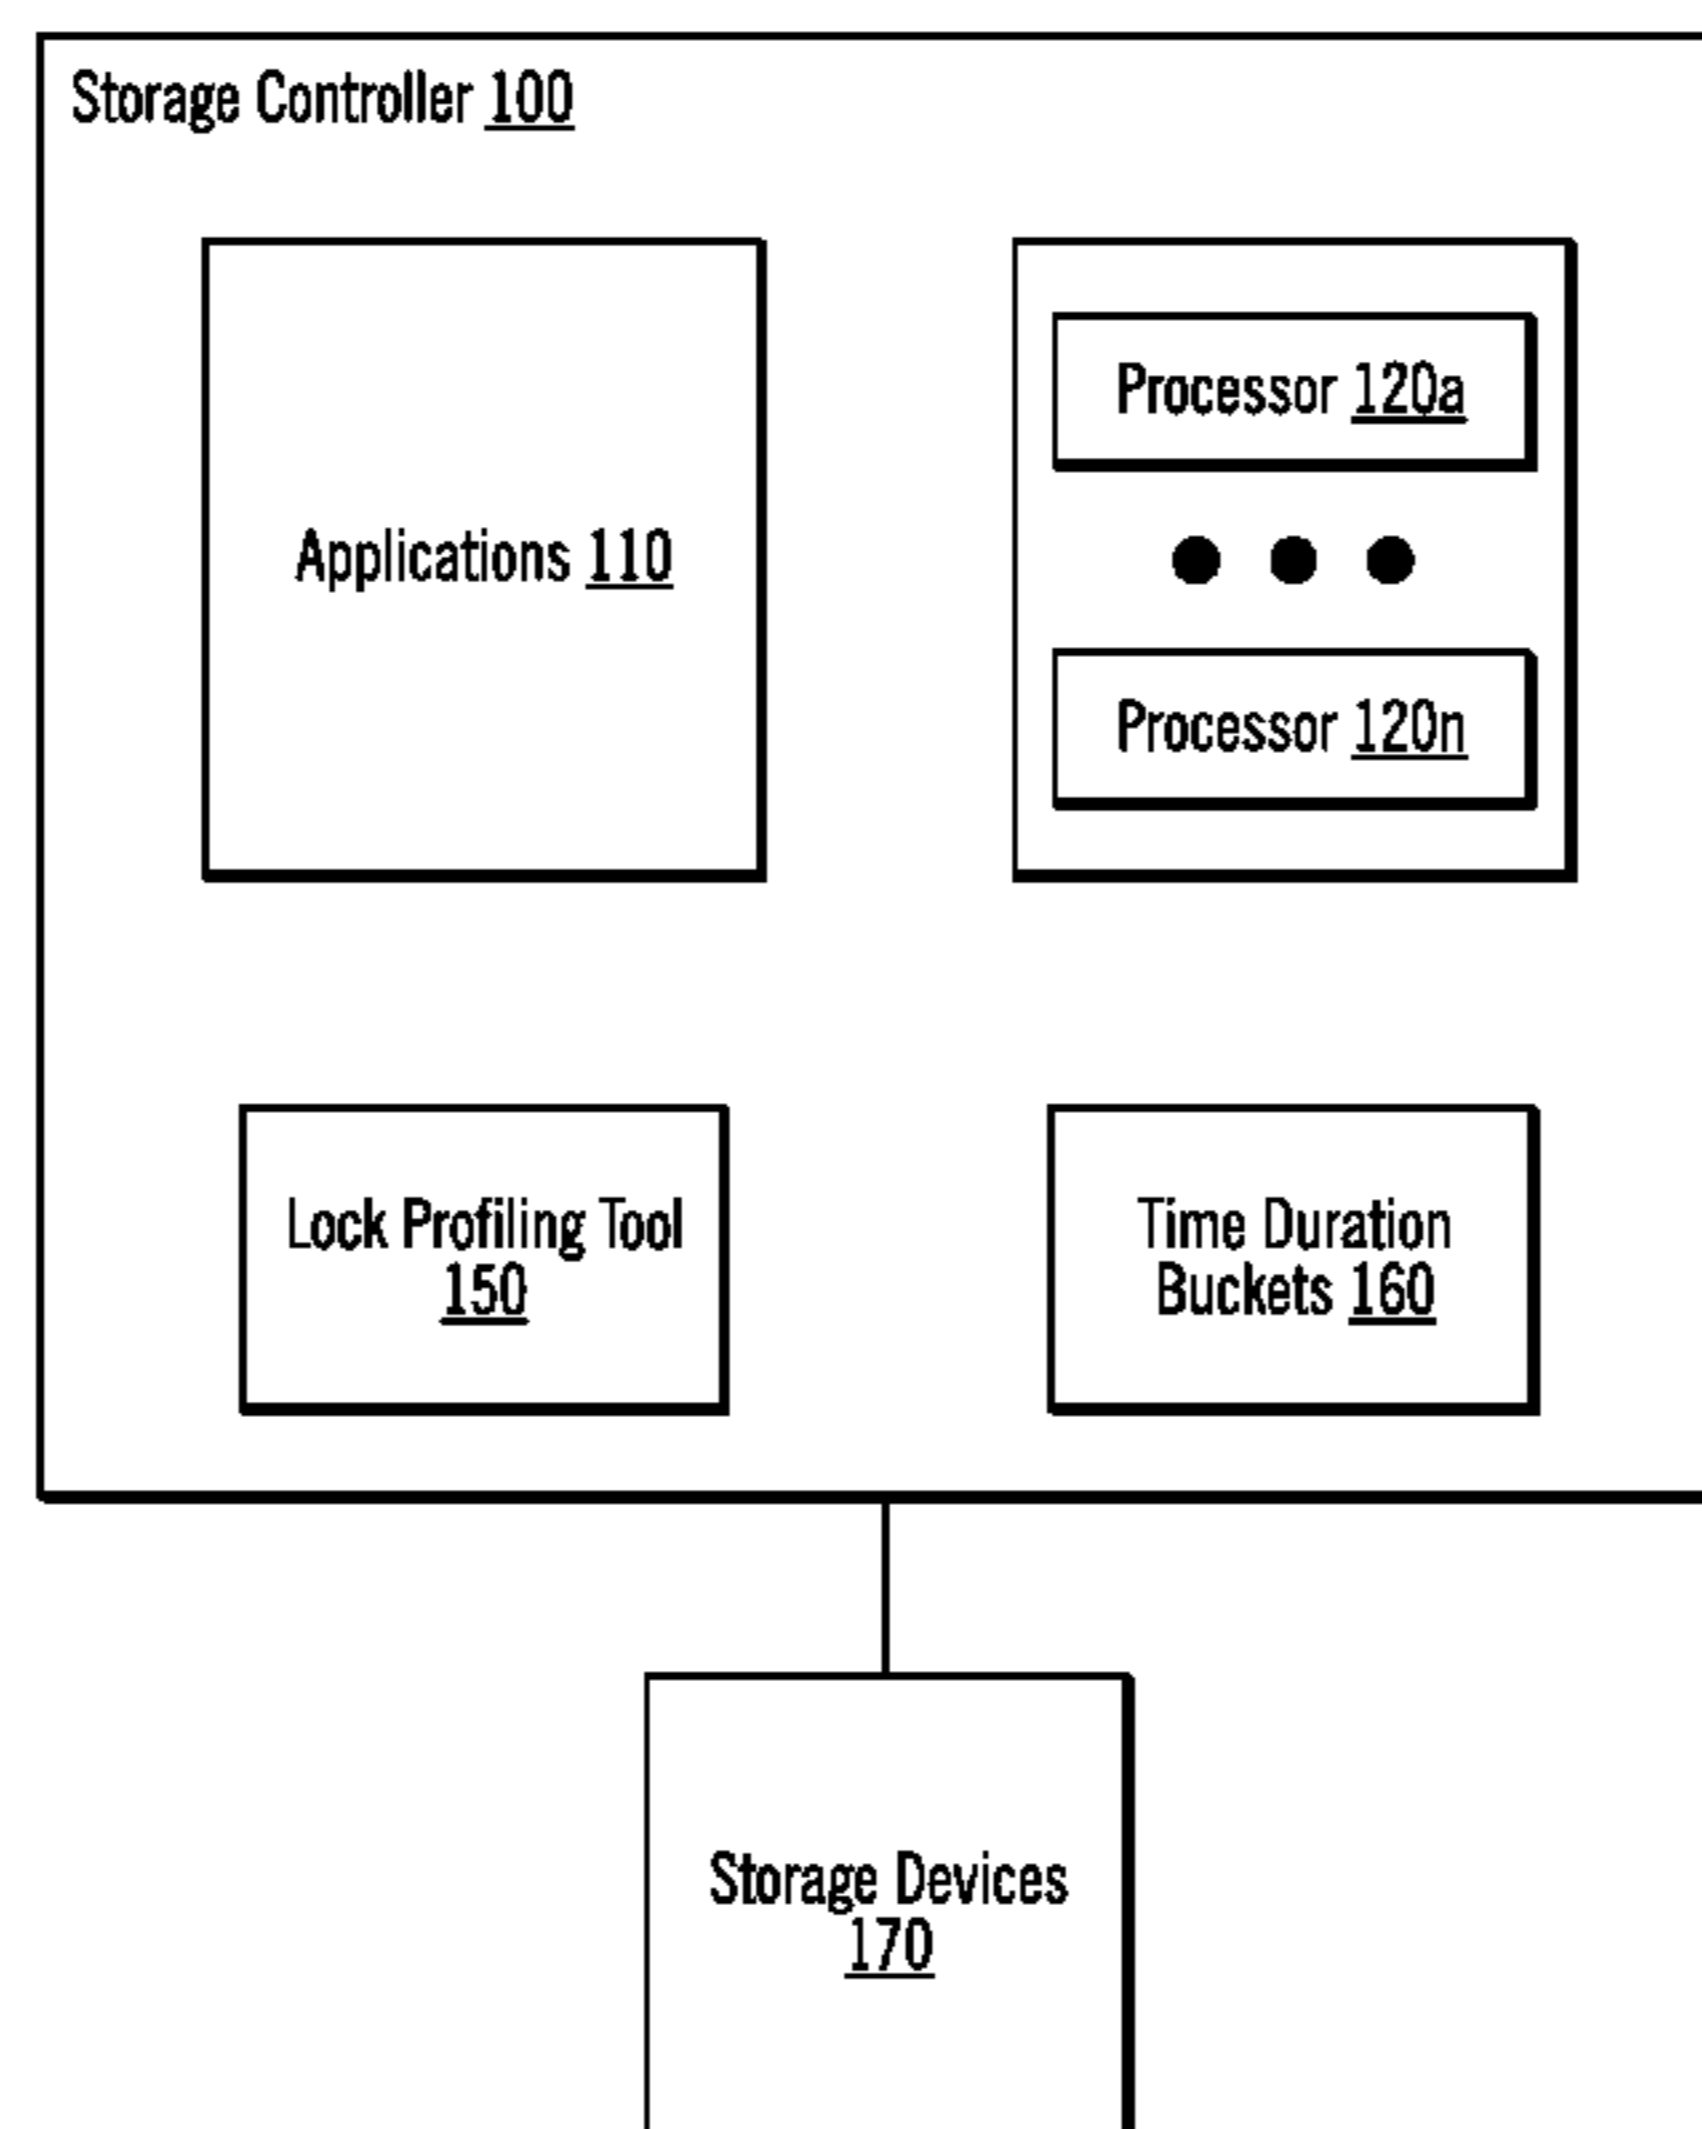 Storage Controller 100
Applications 110
Processor 120a
Processor 120n
Lock Profiling Tool
150
Time Duration
Buckets 160
Storage Devices
170